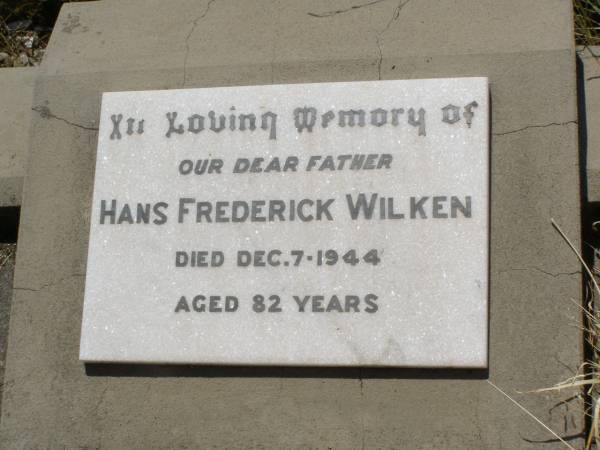 In Loving Memory of
OUR DEAR FATHER
HANS FREDERICK WILKEN
DIED DEC. 7·1944
AGED 82 YEARS